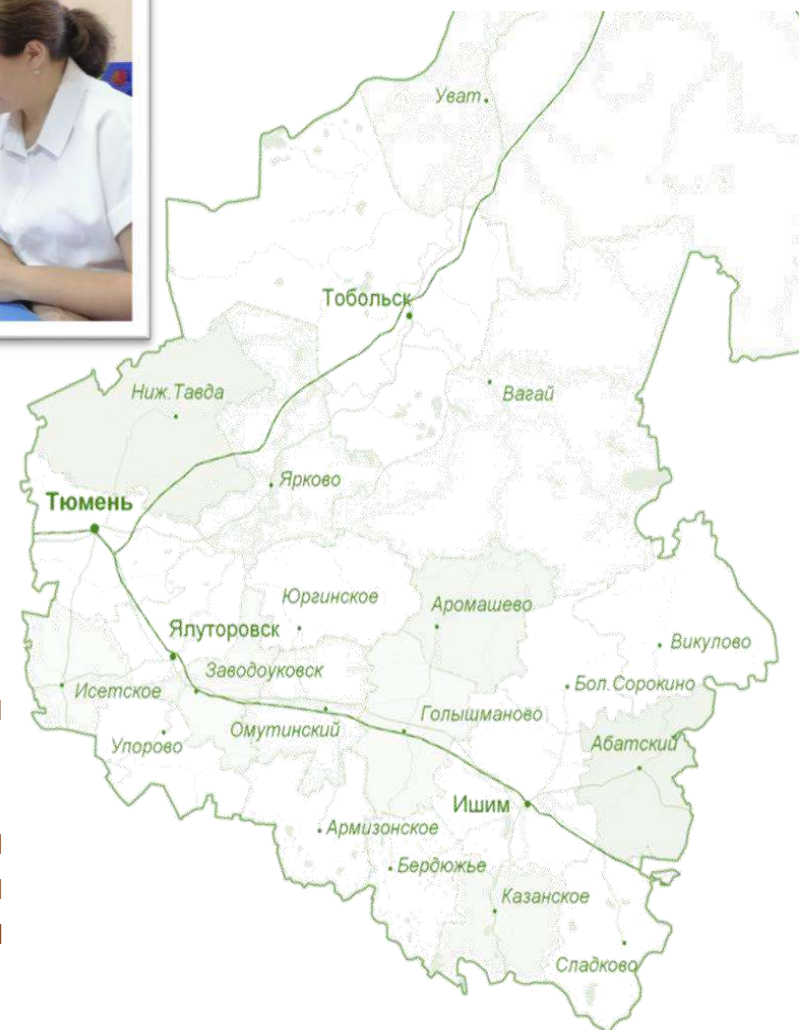 Уват
Тобольск
Ниж.Тавда
Вагай
Ярково
Тюмень
Юргинское
Аромашево
Ялуторовск
Викулово
Заводоуковск
Исетское
Бол.Сорокино
Голышманово
Омутинский
Упорово
Абатский
Ишим
Армизонское
Бердюжье
Казанское
Сладково